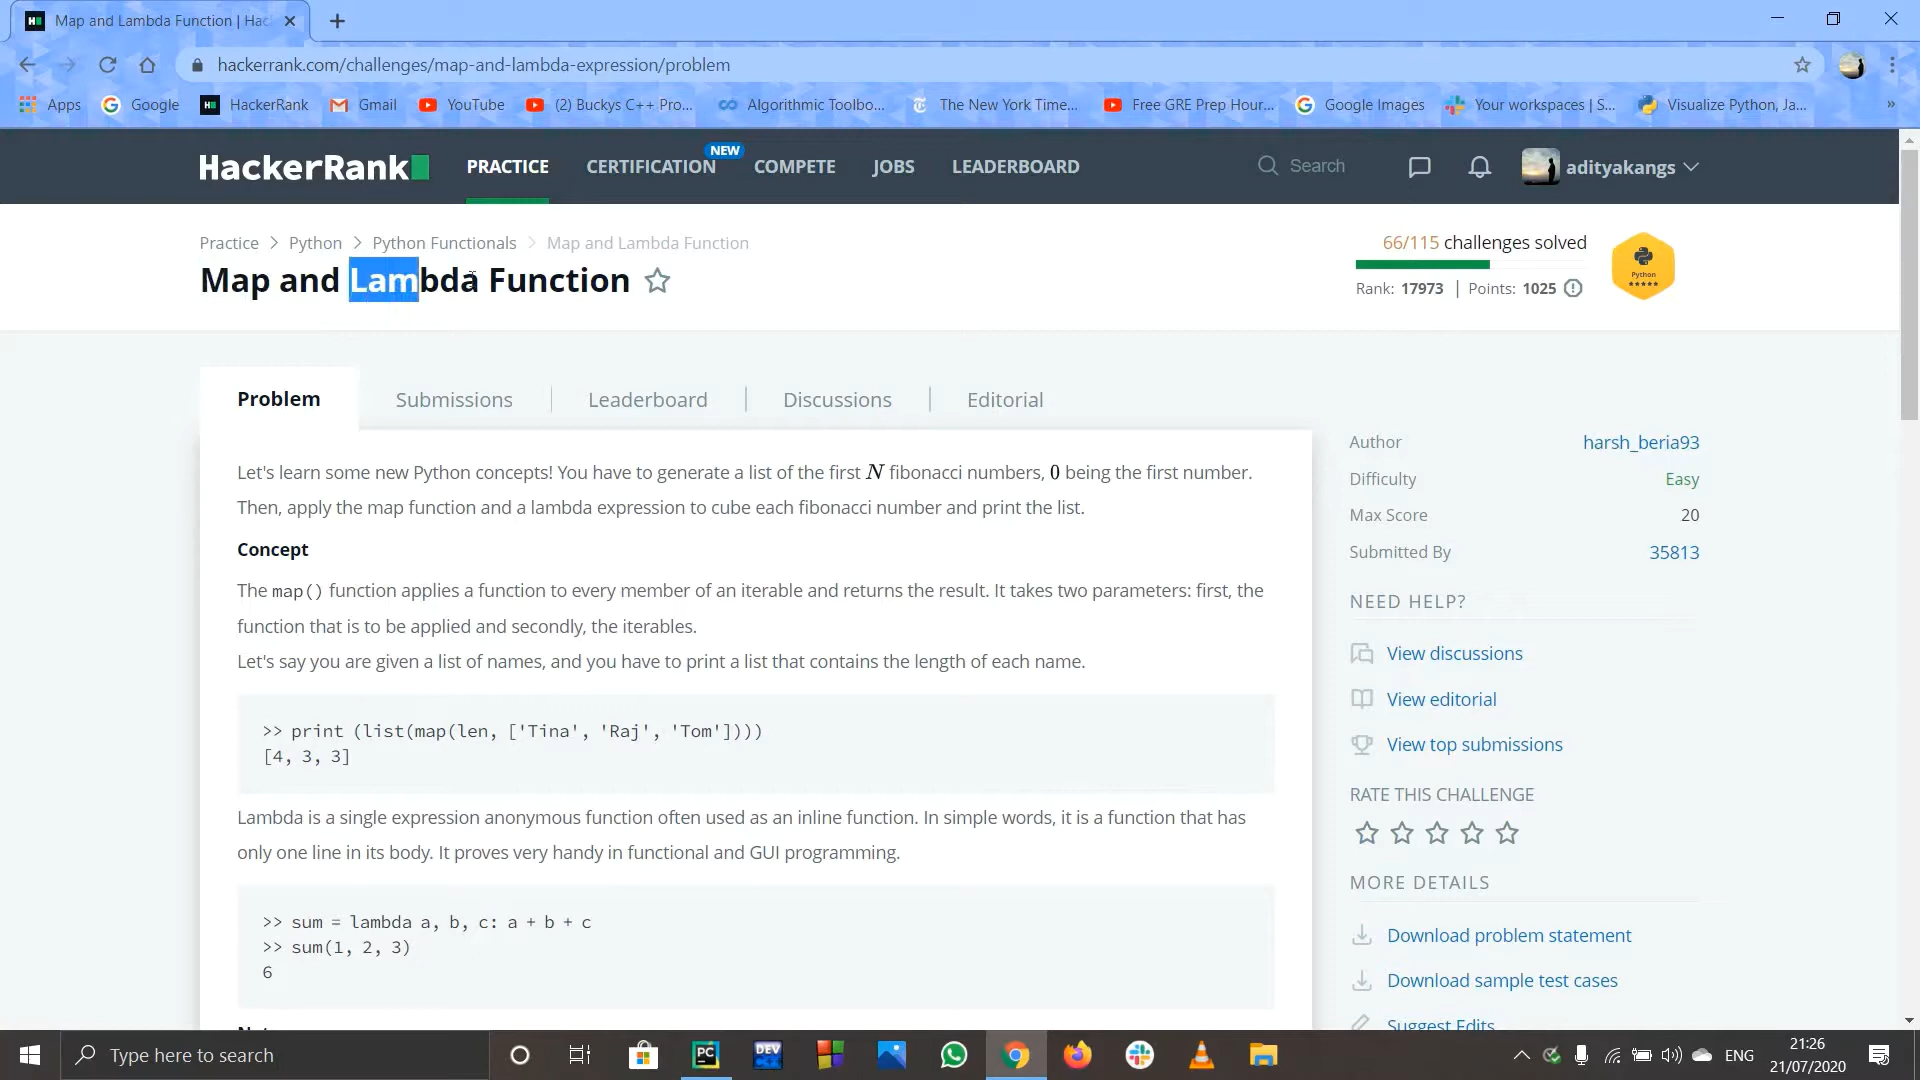 Map and Lambda Function | Hac
hackerrank.com/challenges/map-and-lambda-expression/problem
Apps Google HackerRank Gmail YouTube (2) Buckys C++ Pro... Algorithmic Toolbo... The New York Time... Free GRE Prep Hour... Google Images Your workspaces | S... Visualize Python, Ja... »
HackerRank PRACTICE CERTIFICATION NEW COMPETE JOBS LEADERBOARD Search adityakangs
Practice > Python > Python Functionals > Map and Lambda Function
Map and Lambda Function
66/115 challenges solved
Rank: 17973 | Points: 1025
Python
Problem Submissions Leaderboard Discussions Editorial
Let's learn some new Python concepts! You have to generate a list of the first N fibonacci numbers, 0 being the first number.
Then, apply the map function and a lambda expression to cube each fibonacci number and print the list.
Concept
The map() function applies a function to every member of an iterable and returns the result. It takes two parameters: first, the
function that is to be applied and secondly, the iterables.
Let's say you are given a list of names, and you have to print a list that contains the length of each name.
>> print (list(map(len, ['Tina', 'Raj', 'Tom'])))
[4, 3, 3]
Lambda is a single expression anonymous function often used as an inline function. In simple words, it is a function that has
only one line in its body. It proves very handy in functional and GUI programming.
>> sum = lambda a, b, c: a + b + c
>> sum(1, 2, 3)
6
Author harsh_beria93
Difficulty Easy
Max Score 20
Submitted By 35813
NEED HELP?
View discussions
View editorial
View top submissions
RATE THIS CHALLENGE
MORE DETAILS
Download problem statement
Download sample test cases
Suggest Edits
Type here to search
PC
DEV
ENG
21:26
21/07/2020